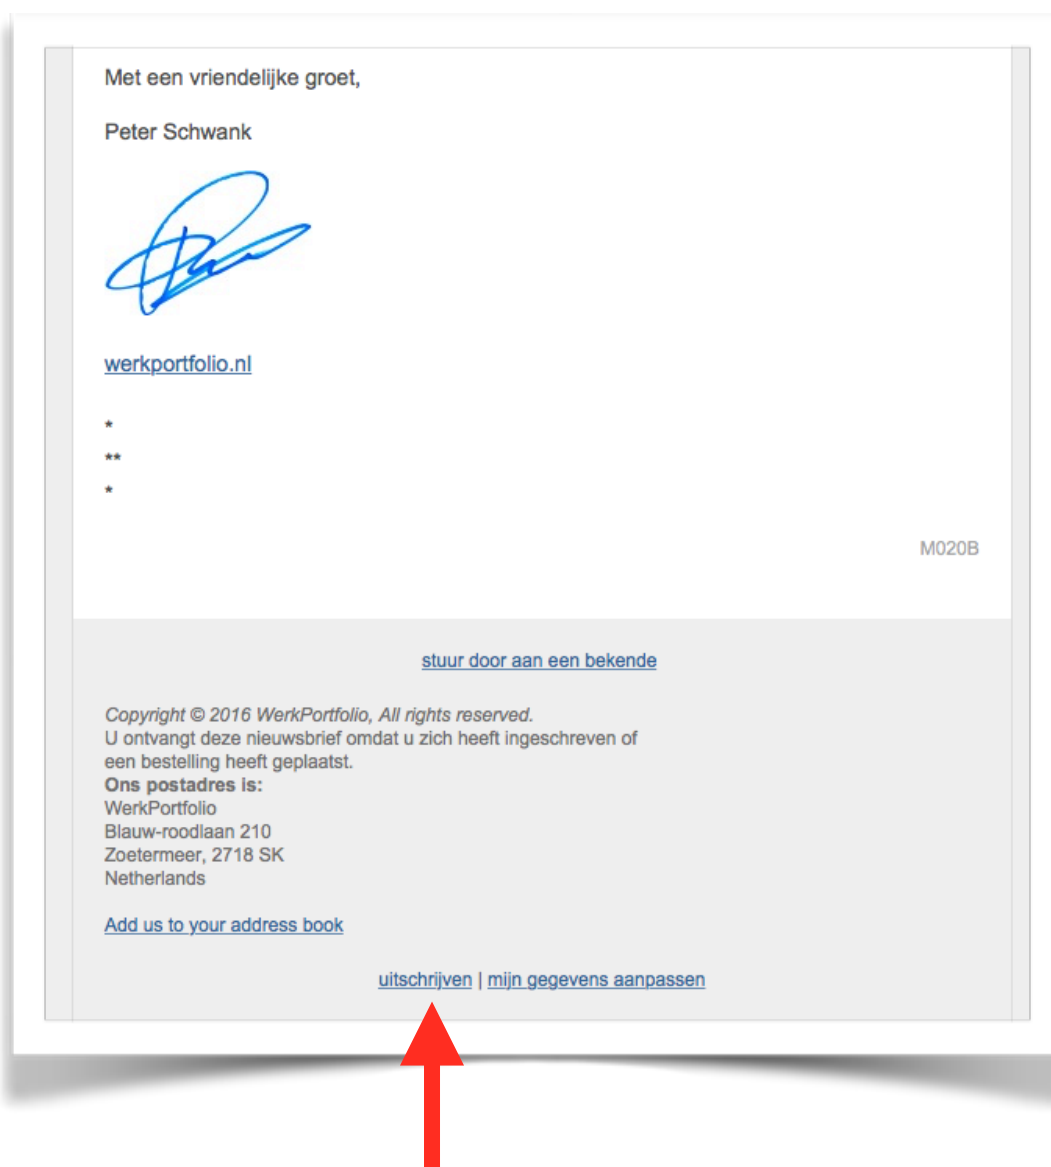 Met een vriendelijke groet,
Peter Schwank
werkportfolio.nl
*
**
*
M020B
stuur door aan een bekende
Copyright © 2016 WerkPortfolio, All rights reserved.
U ontvangt deze nieuwsbrief omdat u zich heeft ingeschreven of
een bestelling heeft geplaatst.
Ons postadres is:
WerkPortfolio
Blauw-roodlaan 210
Zoetermeer, 2718 SK
Netherlands
Add us to your address book
uitschrijven | mijn gegevens aanpassen